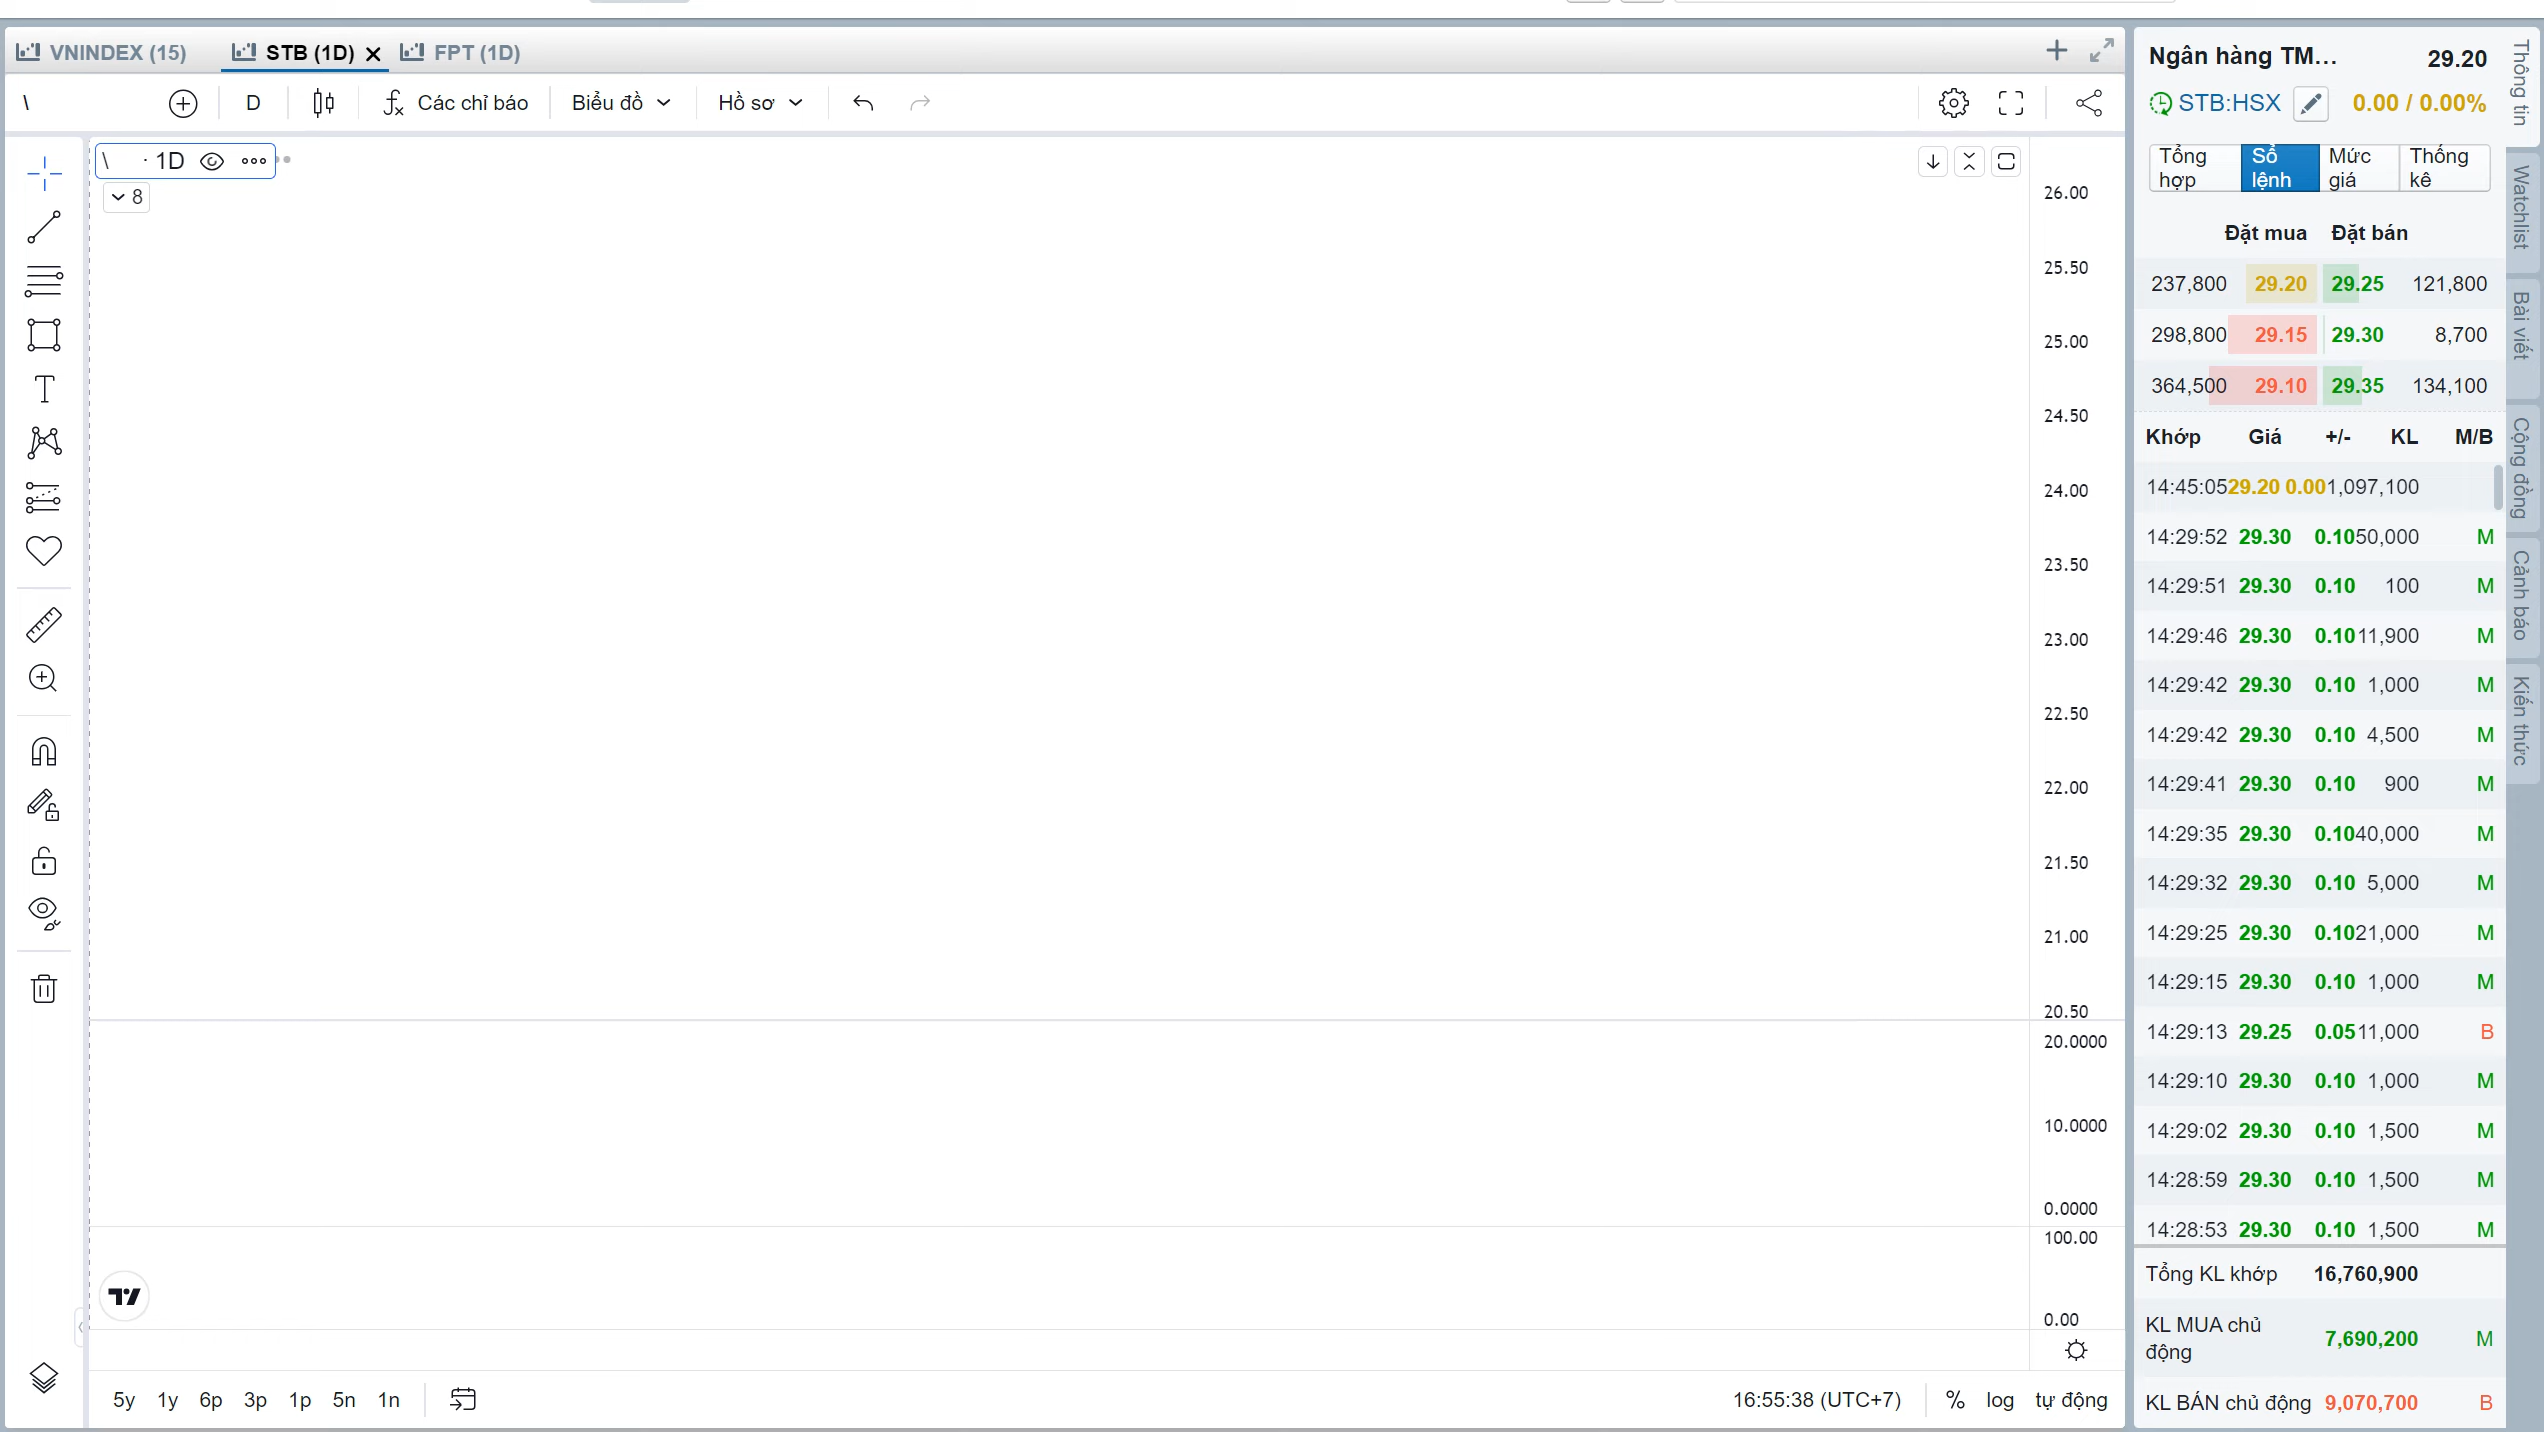 VNINDEX (15)
STB (1D)
FPT (1D)
\
D
Các chỉ báo
Biểu đồ
Hồ sơ
\ · 1D
8
26.00
25.50
25.00
24.50
24.00
23.50
23.00
22.50
22.00
21.50
21.00
20.50
20.0000
10.0000
0.0000
100.00
0.00
5y 1y 6p 3p 1p 5n 1n
16:55:38 (UTC+7)
% log tự động
Ngân hàng TM... 29.20
STB:HSX 0.00 / 0.00%
Tổng hợp
Sổ lệnh
Mức giá
Thống kê
Đặt mua Đặt bán
237,800 29.20 29.25 121,800
298,800 29.15 29.30 8,700
364,500 29.10 29.35 134,100
Khớp Giá +/- KL M/B
14:45:05 29.20 0.00 1,097,100
14:29:52 29.30 0.10 50,000 M
14:29:51 29.30 0.10 100 M
14:29:46 29.30 0.10 11,900 M
14:29:42 29.30 0.10 1,000 M
14:29:42 29.30 0.10 4,500 M
14:29:41 29.30 0.10 900 M
14:29:35 29.30 0.10 40,000 M
14:29:32 29.30 0.10 5,000 M
14:29:25 29.30 0.10 21,000 M
14:29:15 29.30 0.10 1,000 M
14:29:13 29.25 0.05 11,000 B
14:29:10 29.30 0.10 1,000 M
14:29:02 29.30 0.10 1,500 M
14:28:59 29.30 0.10 1,500 M
14:28:53 29.30 0.10 1,500 M
Tổng KL khớp 16,760,900
KL MUA chủ động 7,690,200 M
KL BÁN chủ động 9,070,700 B
Thông tin
Watchlist
Bài viết
Cộng đồng
Cảnh báo
Kiến thức